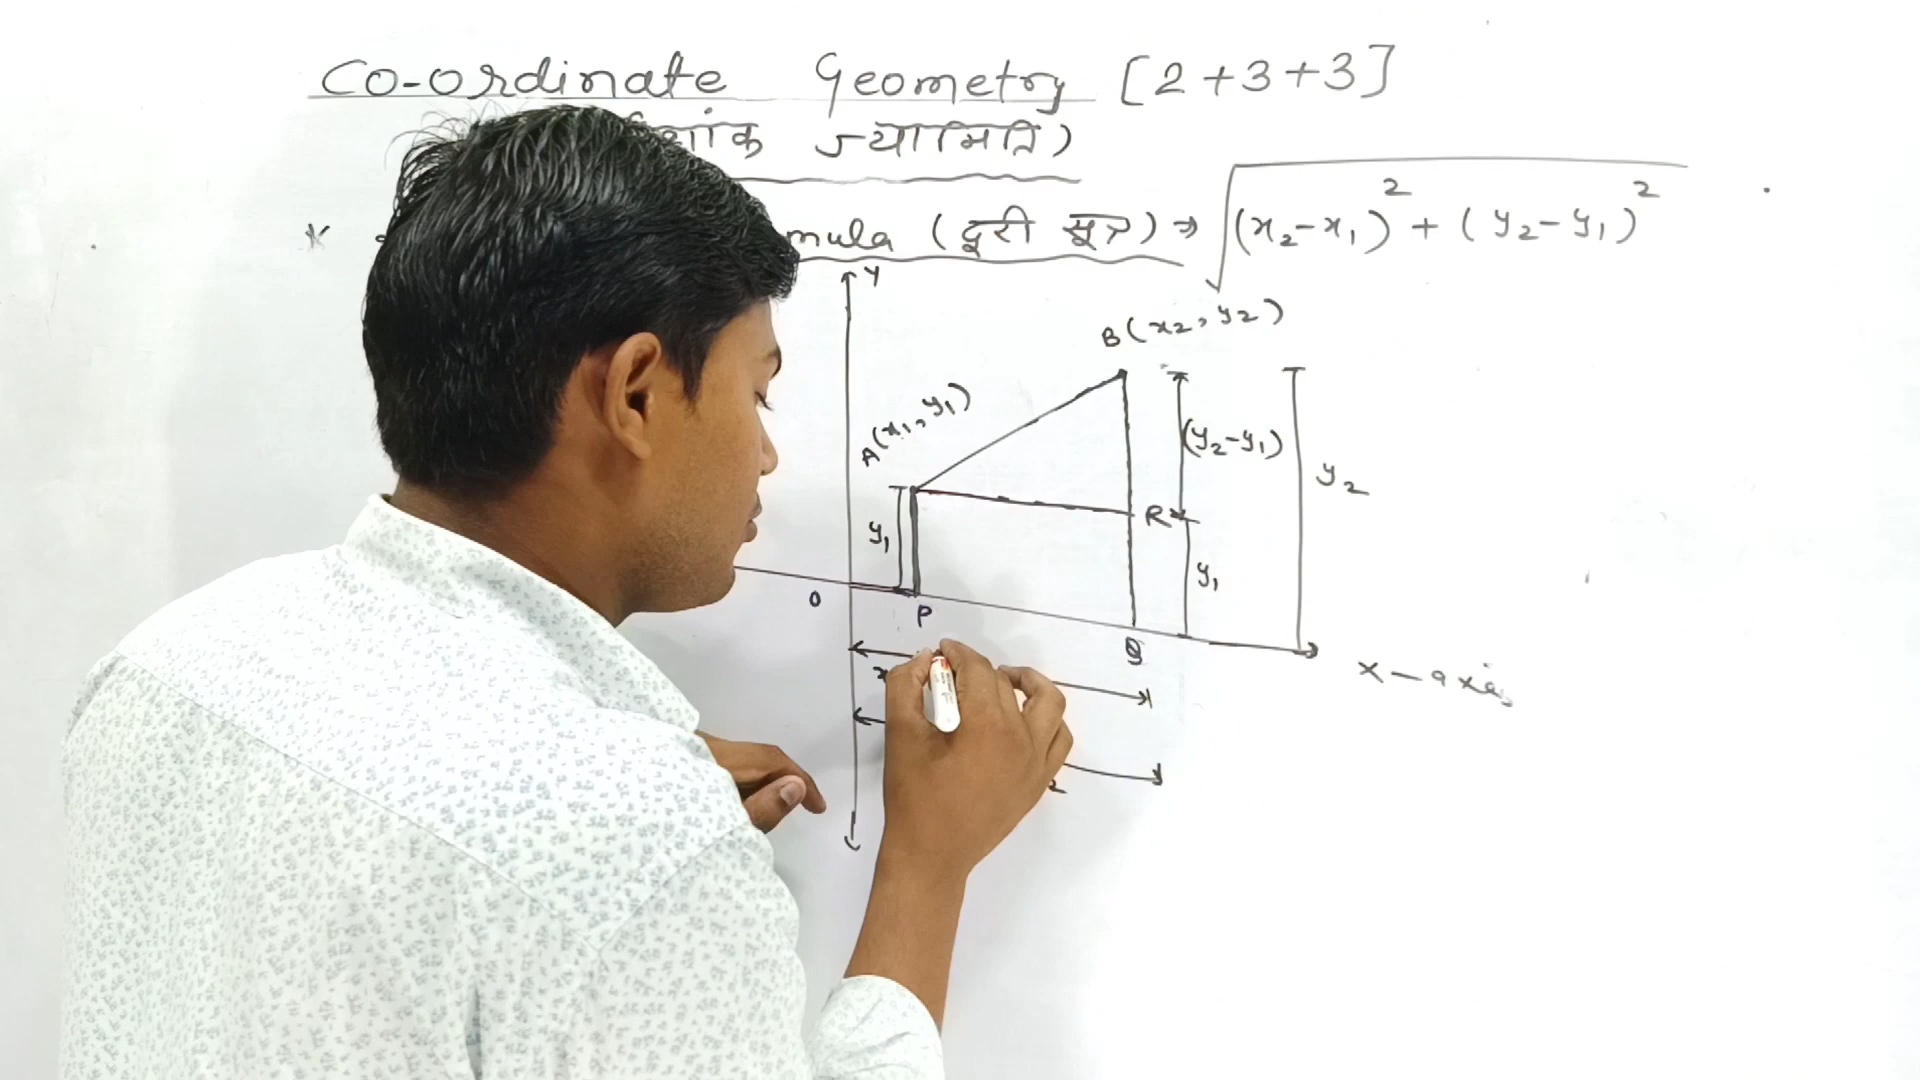 Co-ordinate Geometry [2+3+3]
ज्यामिति)
(दूरी सूत्र) → √(x₂-x₁)² + (y₂-y₁)²
Y
B(x₂, y₂)
A(x₁, y₁)
(y₂-y₁)
y₂
R
y₁
y₁
O
P
Q
x-axis